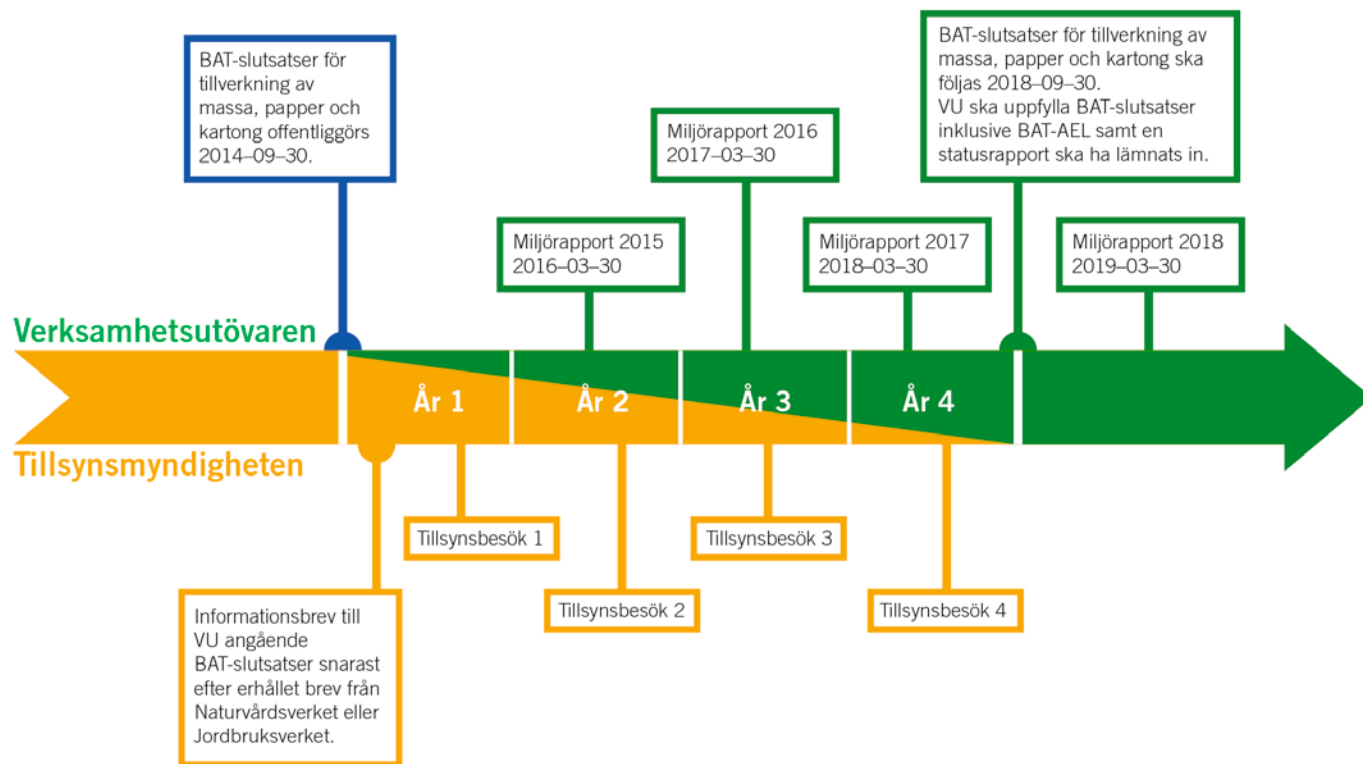 BAT-slutsatser för
tillverkning av
massa, papper och
kartong offentliggörs
2014–09–30.
Miljörapport 2016
2017–03–30
BAT-slutsatser för tillverkning av
massa, papper och kartong ska
följas 2018–09–30.
VU ska uppfylla BAT-slutsatser
inklusive BAT-AEL samt en
statusrapport ska ha lämnats in.
Miljörapport 2015
2016–03–30
Miljörapport 2017
2018–03–30
Miljörapport 2018
2019–03–30
Verksamhetsutövaren
År 1
År 2
År 3
År 4
Tillsynsmyndigheten
Tillsynsbesök 1
Tillsynsbesök 3
Tillsynsbesök 2
Tillsynsbesök 4
Informationsbrev till
VU angående
BAT-slutsatser snarast
efter erhållet brev från
Naturvårdsverket eller
Jordbruksverket.